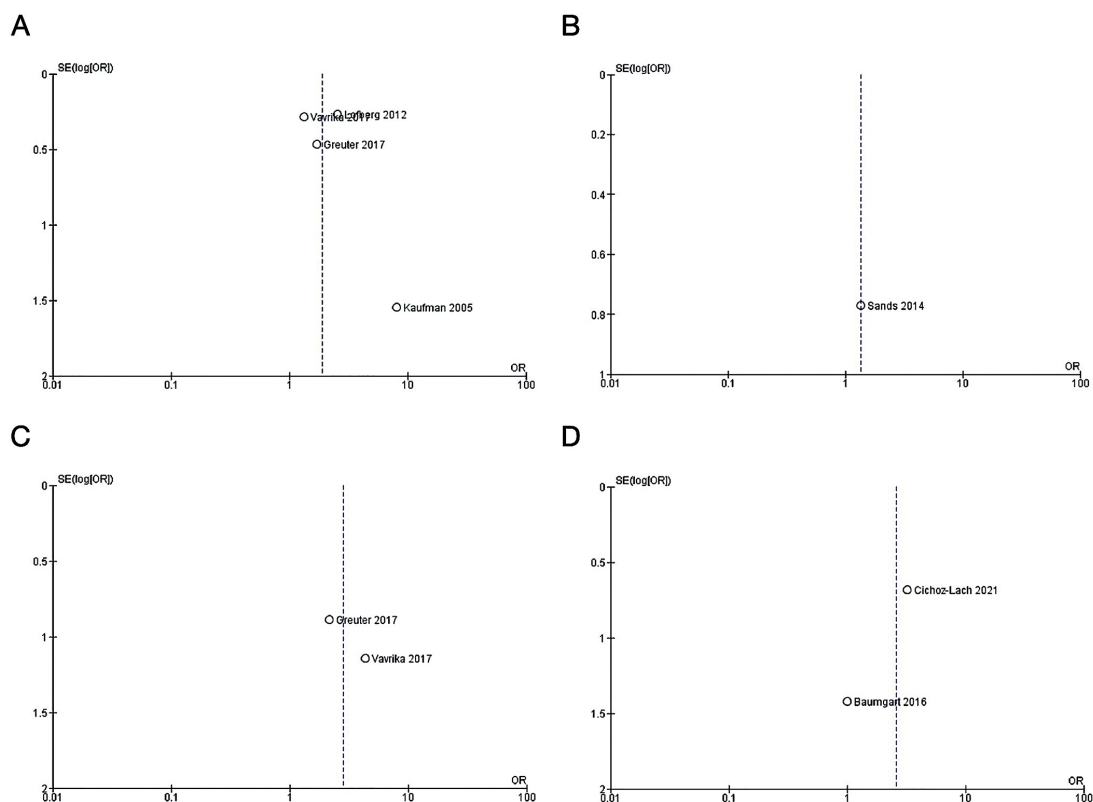 A
SE(log[OR])
0
Vavrika 2017
Lofberg 2012
Greuter 2017
0.5
1
1.5
Kaufman 2005
2
OR
0.01
0.1
1
10
100
B
SE(log[OR])
0
0.2
0.4
0.6
0.8
Sands 2014
1
OR
0.01
0.1
1
10
100
C
SE(log[OR])
0
0.5
Greuter 2017
1
Vavrika 2017
1.5
2
OR
0.01
0.1
1
10
100
D
SE(log[OR])
0
0.5
Cichoz-Lach 2021
1
Baumgart 2016
1.5
2
OR
0.01
0.1
1
10
100